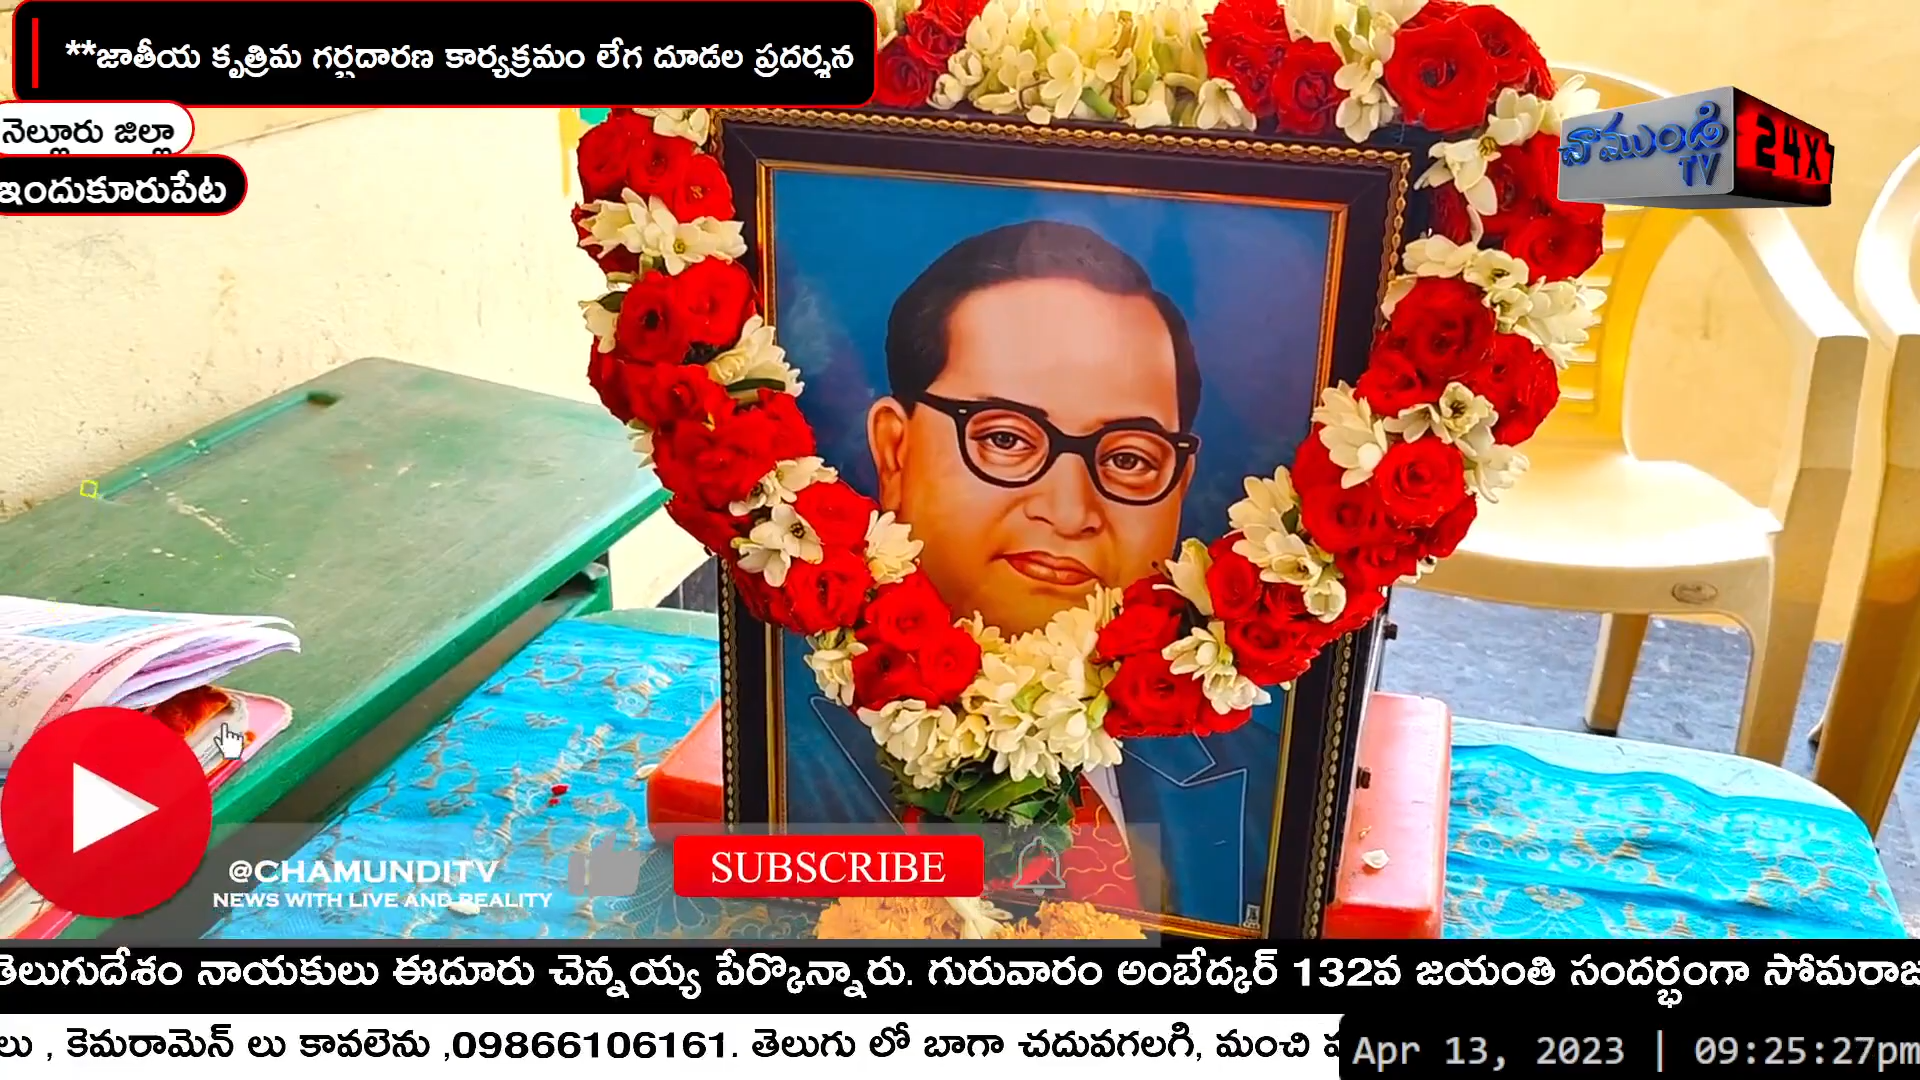 **జాతీయ కృత్రిమ గర్భదారణ కార్యక్రమం లేగ దూడల ప్రదర్శన
నెల్లూరు జిల్లా
ఇందుకూరుపేట
చాముండి
TV
24X
@CHAMUNDITV
NEWS WITH LIVE AND REALITY
SUBSCRIBE
తెలుగుదేశం నాయకులు ఈదూరు చెన్నయ్య పేర్కొన్నారు. గురువారం అంబేద్కర్ 132వ జయంతి సందర్భంగా
లు , కెమరామెన్ లు కావలెను ,09866106161. తెలుగు లో బాగా చదువగలగి, మంచి
Apr 13, 2023 | 09:25:27pm